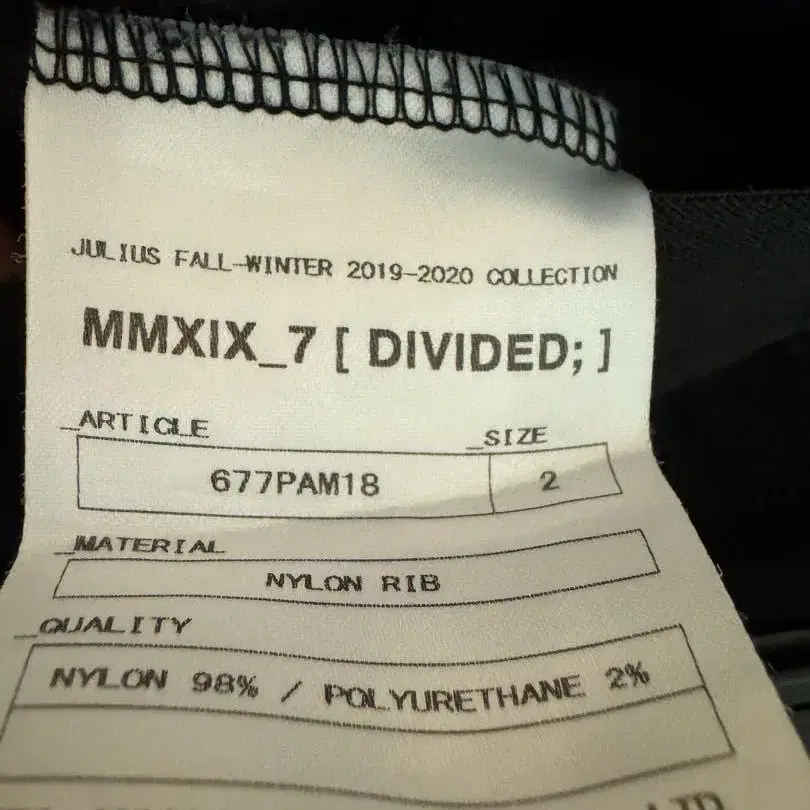 JULIUS FALL-WINTER 2019-2020 COLLECTION
MMXIX_7 [ DIVIDED; ]
_ARTICLE _SIZE
677PAM18 2
_MATERIAL
NYLON RIB
_QUALITY
NYLON 98% / POLYURETHANE 2%